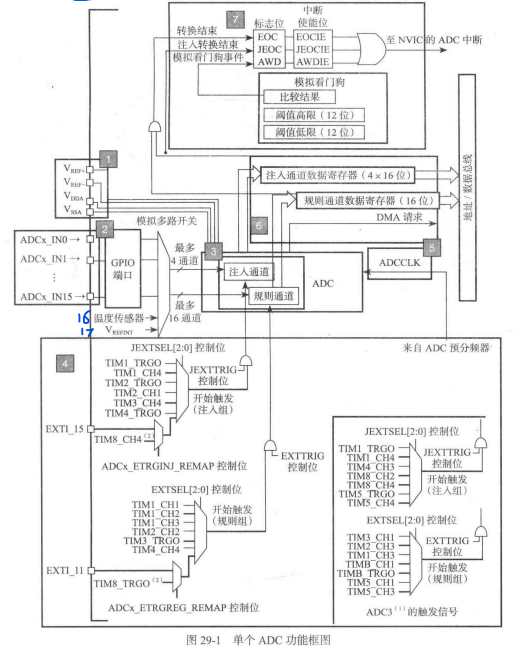 7
中断
标志位 使能位
转换结束
EOC EOCIE
注入转换结束
JEOC JEOCIE
至 NVIC 的 ADC 中断
模拟看门狗事件
AWD AWDIE
模拟看门狗
比较结果
阈值高限（12 位）
阈值低限（12 位）
1
VREF+
VREF-
VDDA
VSSA
注入通道数据寄存器（4×16 位）
规则通道数据寄存器（16 位）
6
DMA 请求
地址 / 数据总线
模拟多路开关
2
ADCx_IN0
ADCx_IN1
⋮
ADCx_IN15
GPIO
端口
最多
4 通道
3
注入通道
规则通道
ADC
5
ADCCLK
最多
16 通道
16 温度传感器
17 VREFINT
来自 ADC 预分频器
4
JEXTSEL[2:0] 控制位
TIM1_TRGO
TIM1_CH4
TIM2_TRGO
TIM2_CH1
TIM3_CH4
TIM4_TRGO
JEXTTRIG
控制位
开始触发
（注入组）
EXTI_15
TIM8_CH4(2)
ADCx_ETRGINJ_REMAP 控制位
EXTTRIG
控制位
EXTSEL[2:0] 控制位
TIM1_CH1
TIM1_CH2
TIM1_CH3
TIM2_CH2
TIM3_TRGO
TIM4_CH4
开始触发
（规则组）
EXTI_11
TIM8_TRGO(2)
ADCx_ETRGREG_REMAP 控制位
JEXTSEL[2:0] 控制位
TIM1_TRGO
TIM1_CH4
TIM4_CH3
TIM8_CH2
TIM8_CH4
TIM5_TRGO
TIM5_CH4
JEXTTRIG
控制位
开始触发
（注入组）
EXTSEL[2:0] 控制位
TIM3_CH1
TIM2_CH3
TIM1_CH3
TIMB_CH1
TIMB_TRGO
TIM5_CH1
TIM5_CH3
EXTTRIG
控制位
开始触发
（规则组）
ADC3(1) 的触发信号
图 29-1 单个 ADC 功能框图